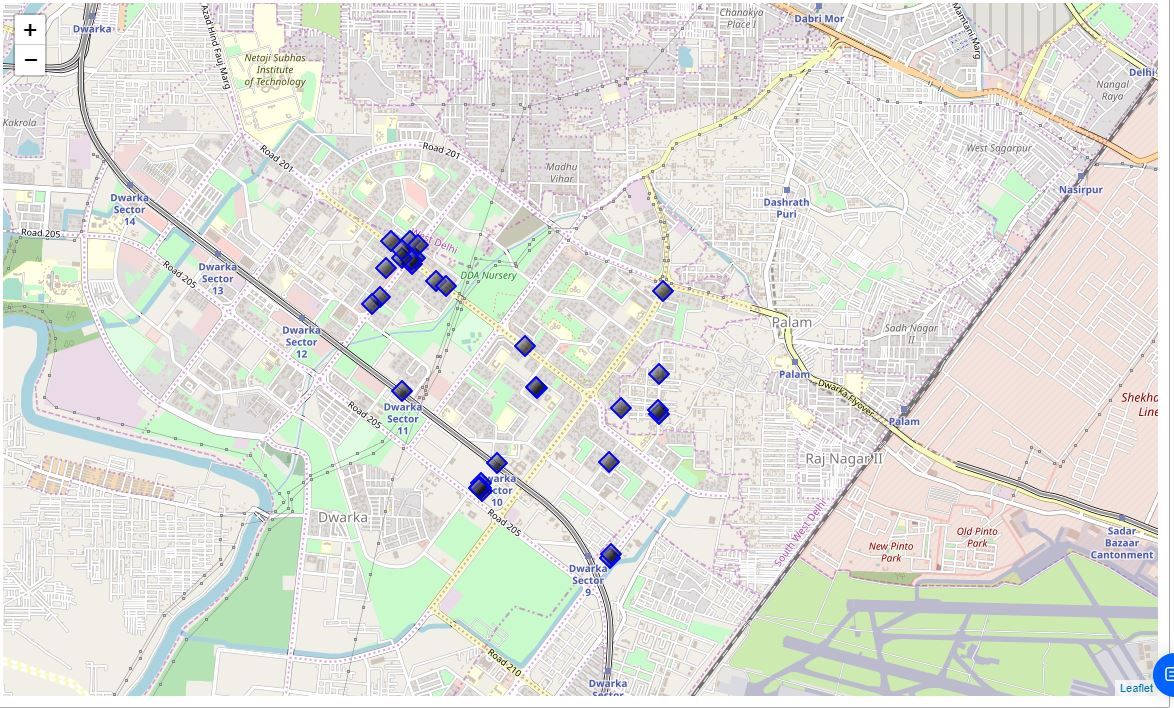 +
−
Dwarka
Azad Hind Fauj Marg
Netaji Subhas
Institute
of Technology
Chanakya
Place I
Dabri Mor
Mamtani Marg
Delhi
Nangal
Raya
Kakrola
Road 201
Road 201
Madhu
Vihar
West Sagarpur
Nasirpur
Dashrath
Puri
Dwarka
Sector
14
Road 205
Road 205
Dwarka
Sector
13
West Delhi
DDA Nursery
Dwarka
Sector
12
Palam
Sadh Nagar
II
Palam
Dwarka Flyover
Palam
Shekha
Line
Dwarka
Sector
11
Road 205
Raj Nagar II
warka
ctor
10
Road 205
Dwarka
South West Delhi
New Pinto
Park
Old Pinto
Park
Sadar
Bazaar
Cantonment
Dwarka
Sector
9
Road 210
Dwarka
Sector
Leaflet